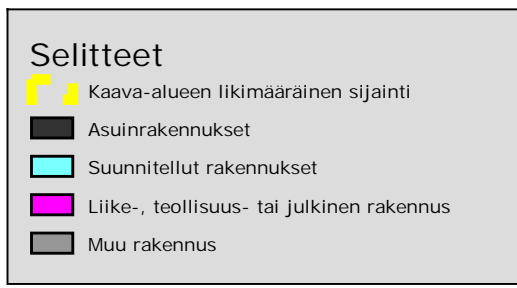 Selitteet
Kaava-alueen likimääräinen sijainti
Asuinrakennukset
Suunnitellut rakennukset
Liike-, teollisuus- tai julkinen rakennus
Muu rakennus